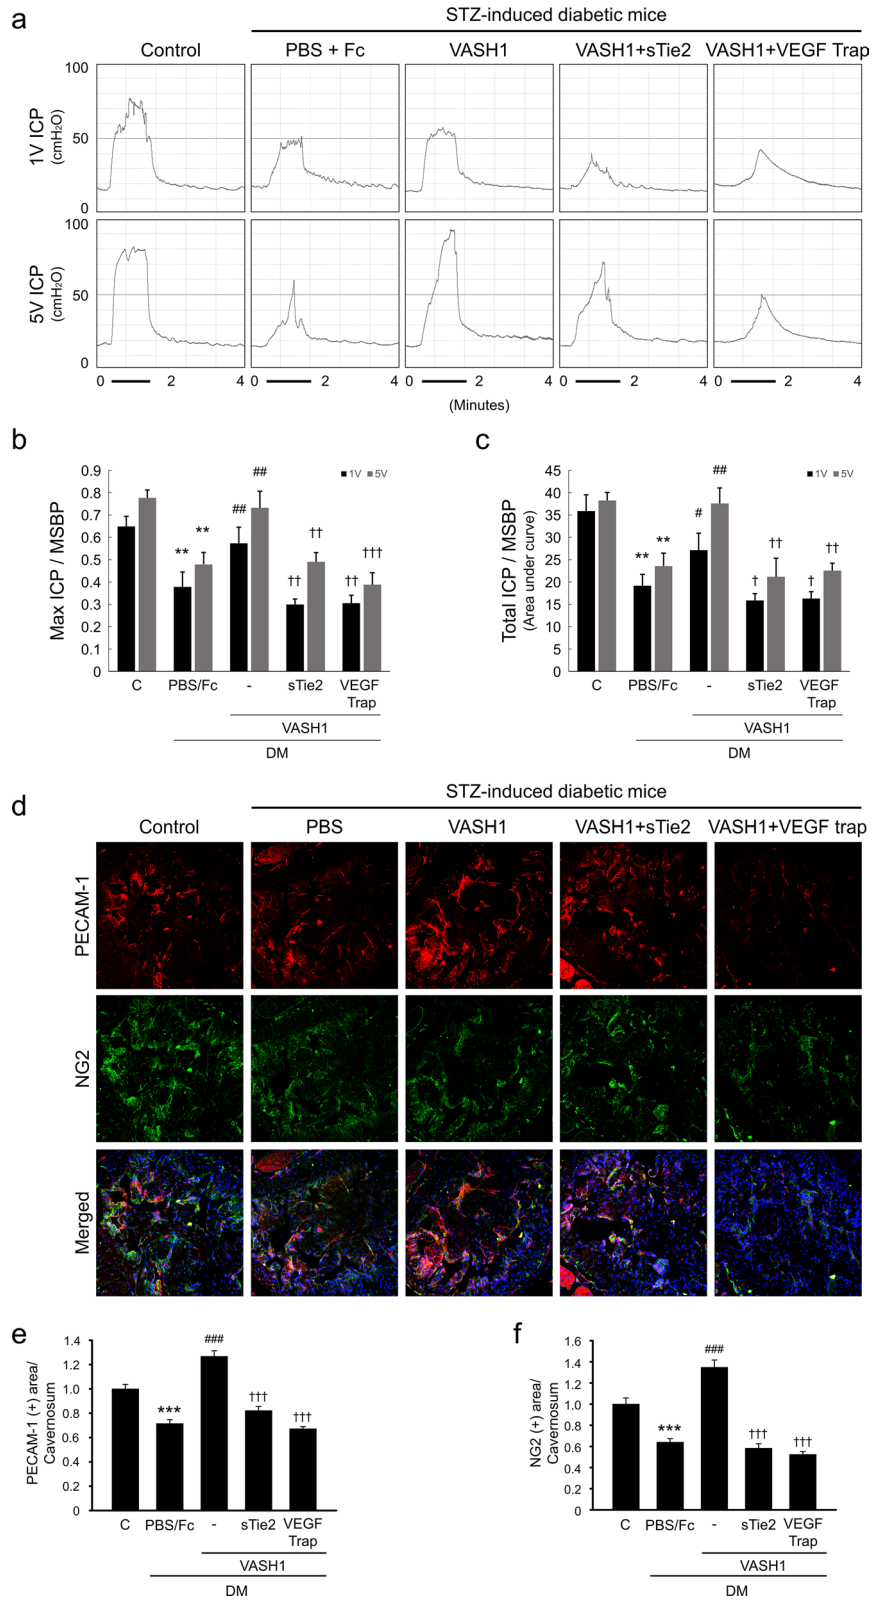 a
STZ-induced diabetic mice
Control PBS + Fc VASH1 VASH1+sTie2 VASH1+VEGF Trap
1V ICP
(cmH₂O)
100
50
0
5V ICP
(cmH₂O)
100
50
0
0 2 4 0 2 4 0 2 4 0 2 4 0 2 4
(Minutes)
b
Max ICP / MSBP
0.9
0.8
0.7
0.6
0.5
0.4
0.3
0.2
0.1
0
1V 5V
** ** ## ## †† †† †† †††
C PBS/Fc - sTie2 VEGF
Trap
VASH1
DM
c
Total ICP / MSBP
(Area under curve)
45
40
35
30
25
20
15
10
5
0
1V 5V
** ** # ## † †† † ††
C PBS/Fc - sTie2 VEGF
Trap
VASH1
DM
d
STZ-induced diabetic mice
Control PBS VASH1 VASH1+sTie2 VASH1+VEGF trap
PECAM-1
NG2
Merged
e
PECAM-1 (+) area/
Cavernosum
1.4
1.2
1.0
0.8
0.6
0.4
0.2
0
*** ### ††† †††
C PBS/Fc - sTie2 VEGF
Trap
VASH1
DM
f
NG2 (+) area/
Cavernosum
1.6
1.4
1.2
1.0
0.8
0.6
0.4
0.2
0
*** ### ††† †††
C PBS/Fc - sTie2 VEGF
Trap
VASH1
DM